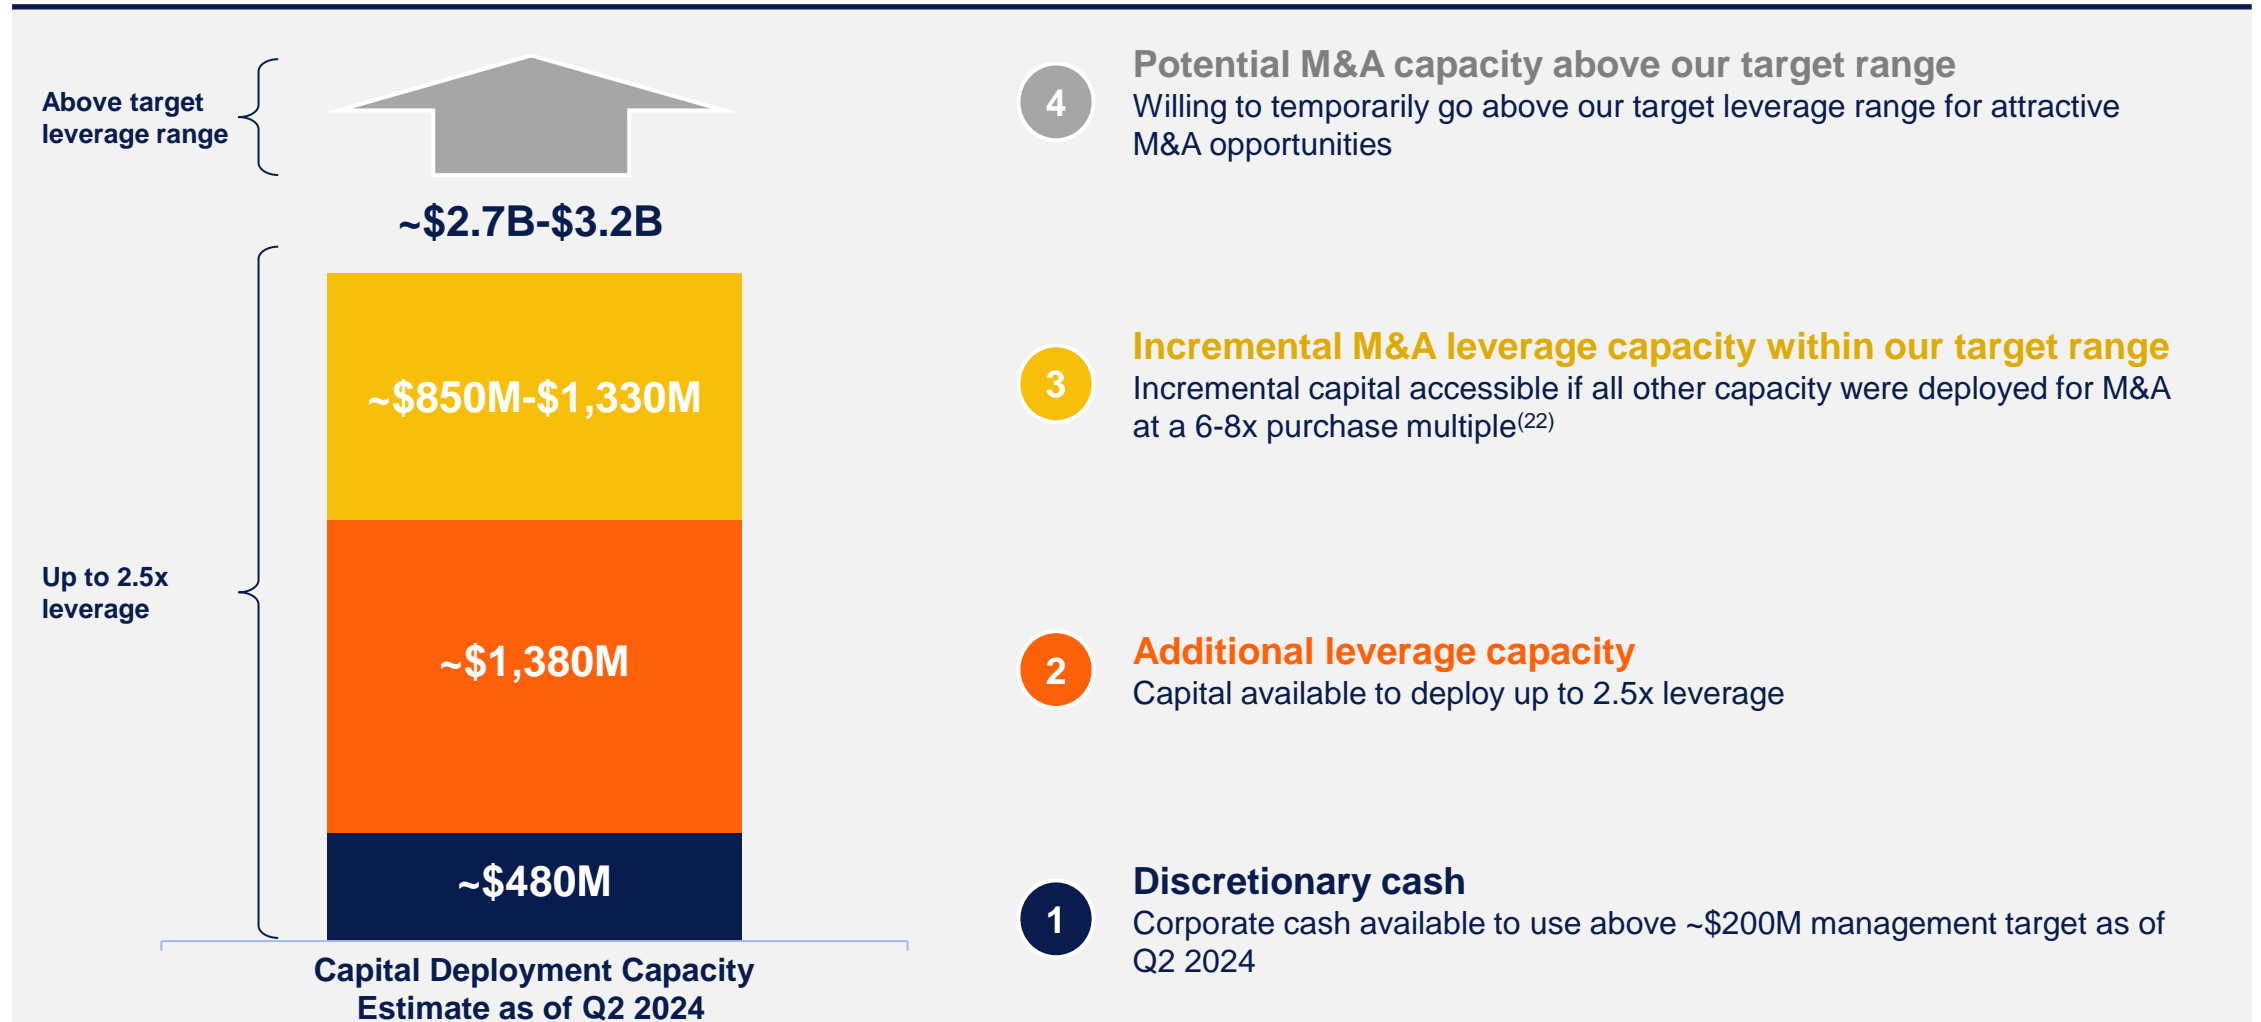 Above target
leverage range
~$2.7B-$3.2B
~$850M-$1,330M
Up to 2.5x
leverage
~$1,380M
~$480M
Capital Deployment Capacity
Estimate as of Q2 2024
4
Potential M&A capacity above our target range
Willing to temporarily go above our target leverage range for attractive
M&A opportunities
3
Incremental M&A leverage capacity within our target range
Incremental capital accessible if all other capacity were deployed for M&A
at a 6-8x purchase multiple(22)
2
Additional leverage capacity
Capital available to deploy up to 2.5x leverage
1
Discretionary cash
Corporate cash available to use above ~$200M management target as of
Q2 2024